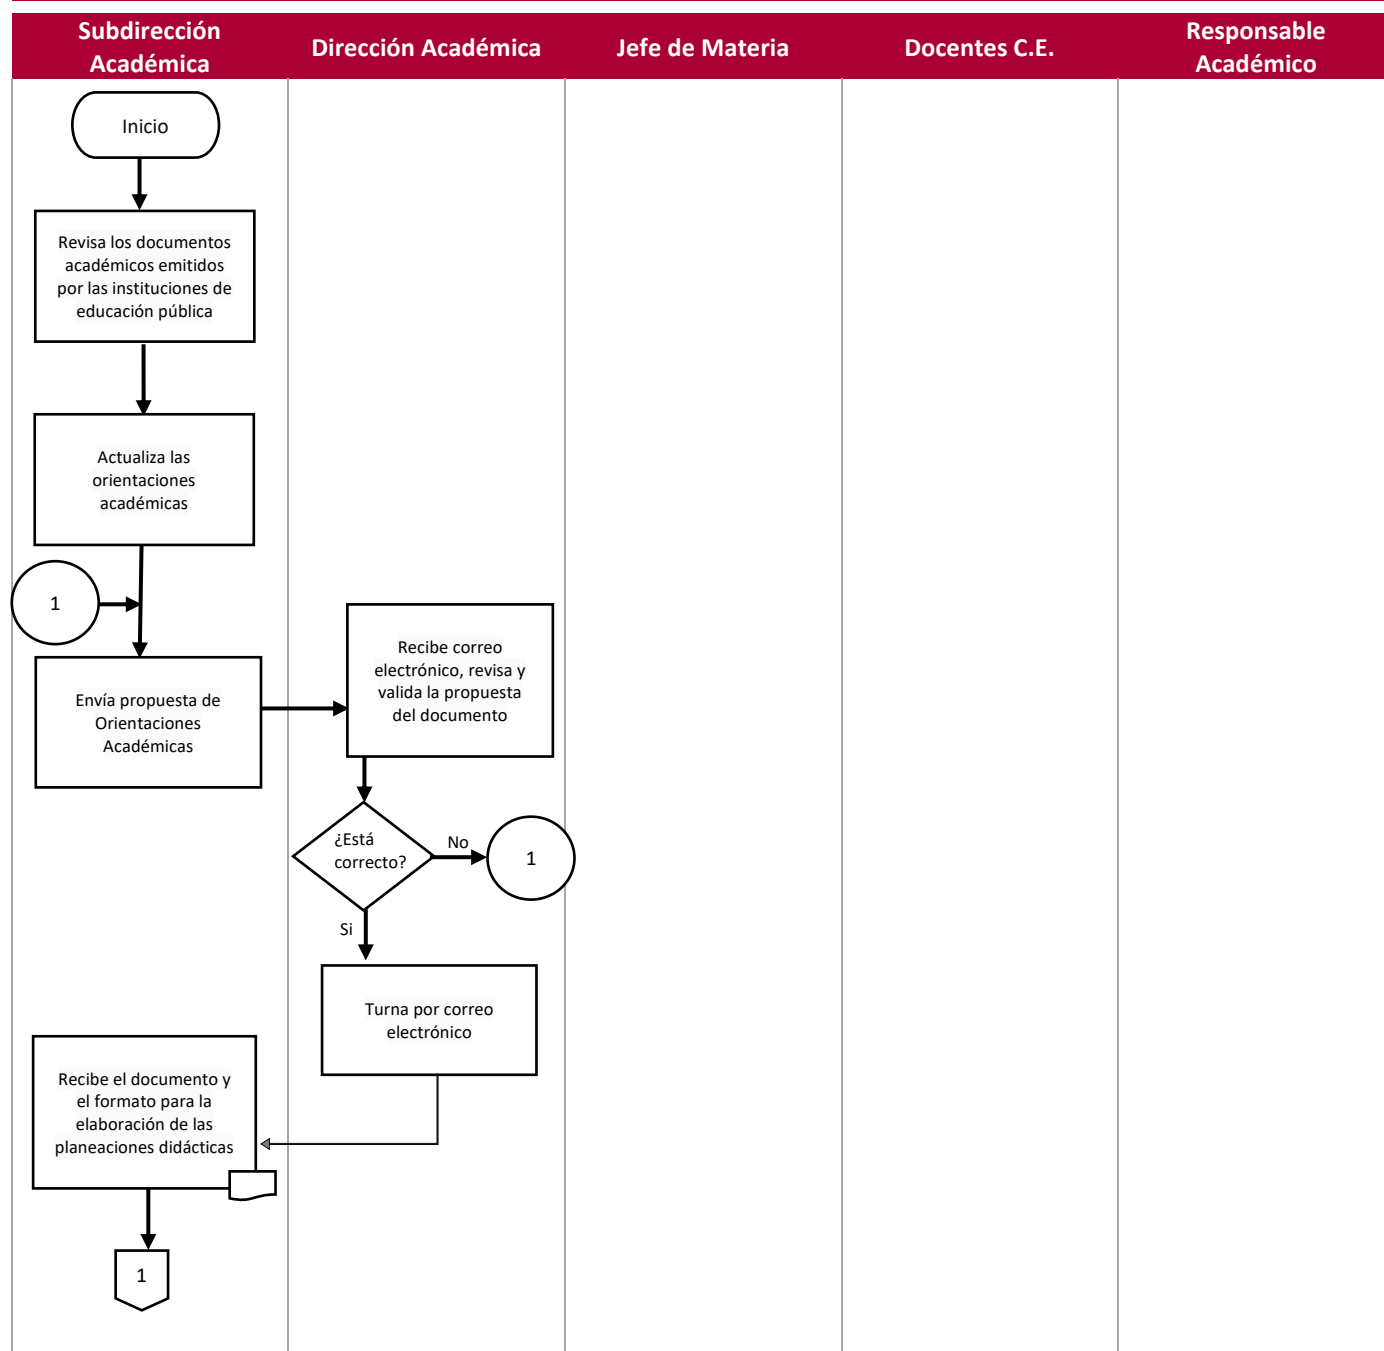 Subdirección
Académica
Dirección Académica
Jefe de Materia
Docentes C.E.
Responsable
Académico
Inicio
Revisa los documentos
académicos emitidos
por las instituciones de
educación pública
Actualiza las
orientaciones
académicas
1
Envía propuesta de
Orientaciones
Académicas
Recibe correo
electrónico, revisa y
valida la propuesta
del documento
¿Está
correcto?
No
1
Si
Turna por correo
electrónico
Recibe el documento y
el formato para la
elaboración de las
planeaciones didácticas
1